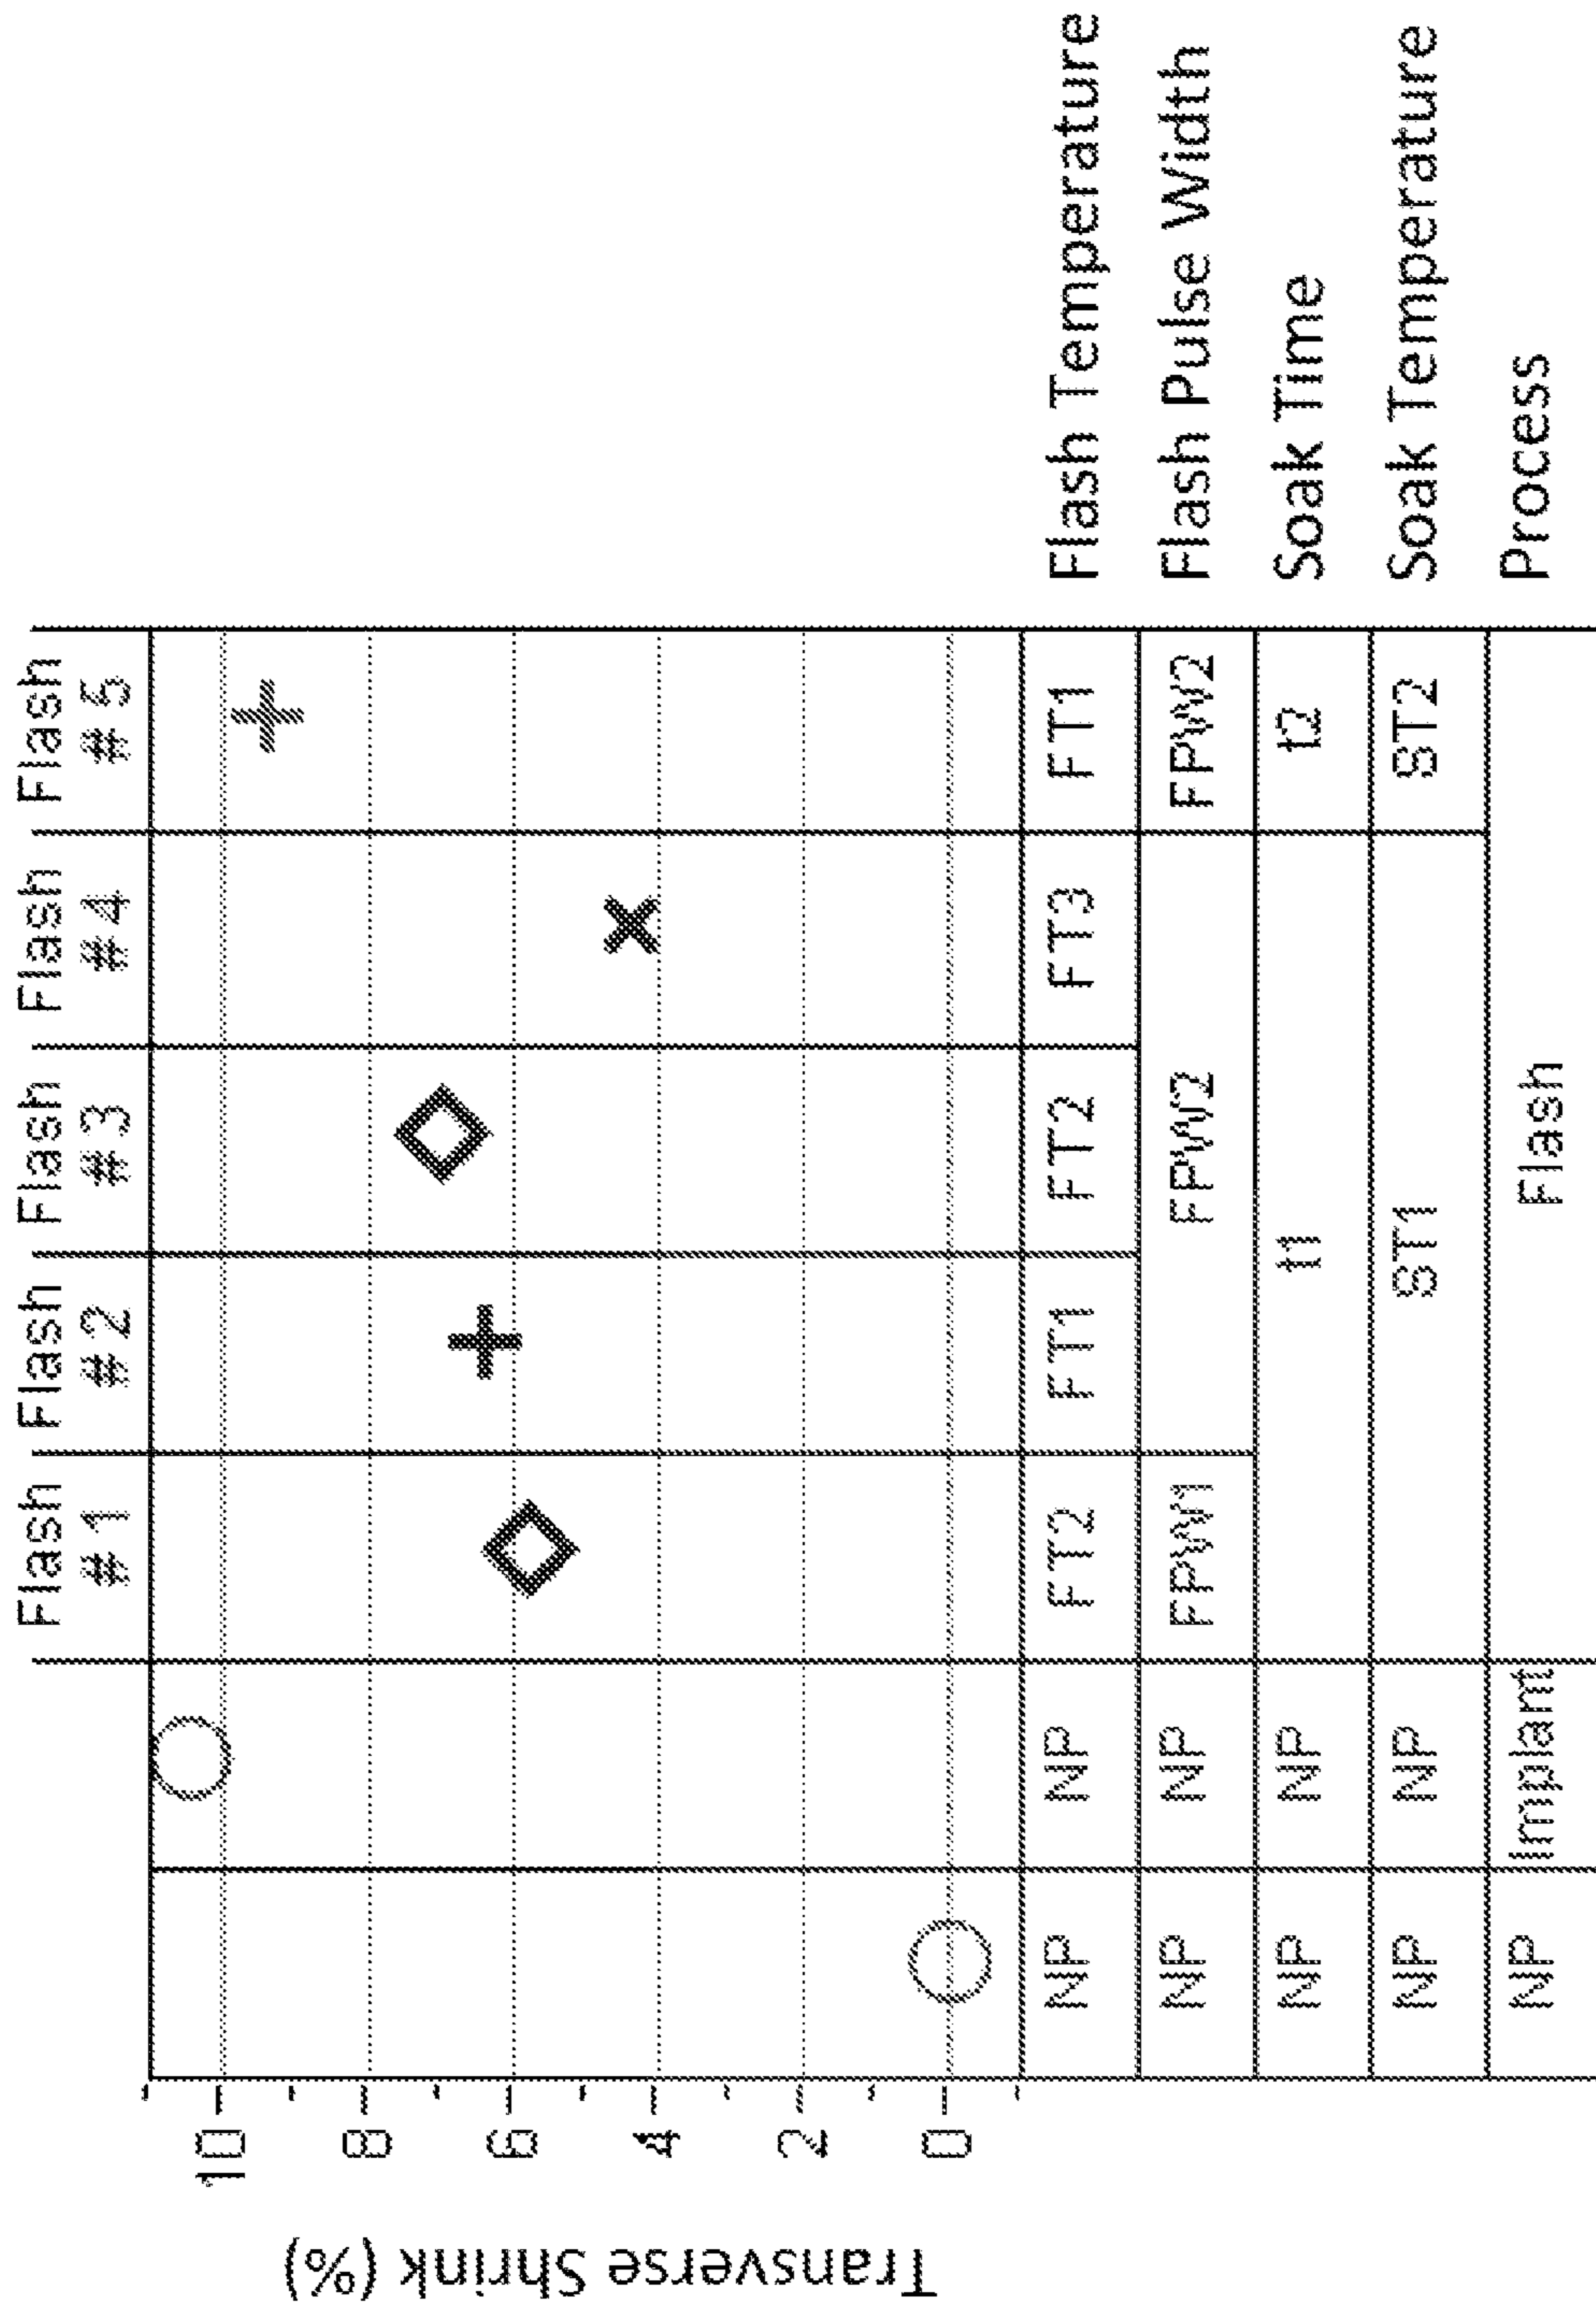 Flash Flash Flash Flash Flash
#1 #2 #3 #4 #5
Transverse Shrink (%)
10
8
6
4
2
0
NP NP FT2 FT1 FT2 FT3 FT1 Flash Temperature
NP NP FPW1 FPW2 FPW2 Flash Pulse Width
NP NP t1 t2 Soak Time
NP NP ST1 ST2 Soak Temperature
NP Implant Flash Process